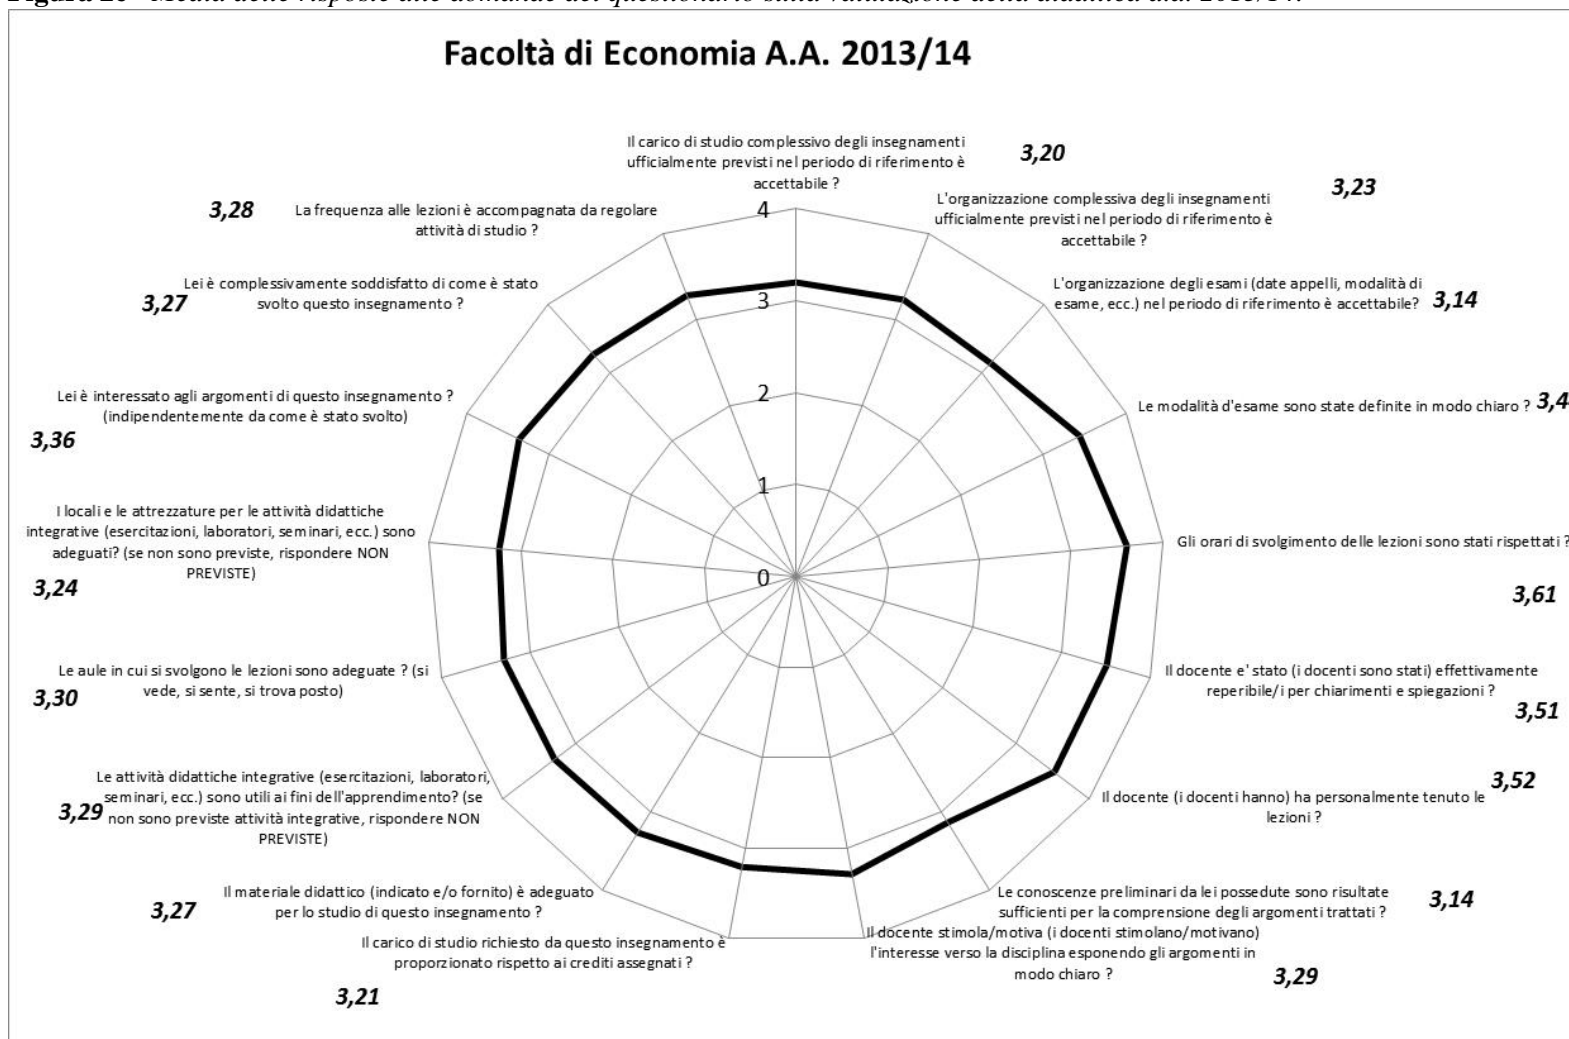 Facoltà di Economia A.A. 2013/14
Il carico di studio complessivo degli insegnamenti
ufficialmente previsti nel periodo di riferimento è
accettabile ?
3,20
L'organizzazione complessiva degli insegnamenti
ufficialmente previsti nel periodo di riferimento è
accettabile ?
3,23
L'organizzazione degli esami (date appelli, modalità di
esame, ecc.) nel periodo di riferimento è accettabile?
3,14
Le modalità d'esame sono state definite in modo chiaro ?
3,4
Gli orari di svolgimento delle lezioni sono stati rispettati ?
3,61
Il docente e' stato (i docenti sono stati) effettivamente
reperibile/i per chiarimenti e spiegazioni ?
3,51
Il docente (i docenti hanno) ha personalmente tenuto le
lezioni ?
3,52
Le conoscenze preliminari da lei possedute sono risultate
sufficienti per la comprensione degli argomenti trattati ?
3,14
Il docente stimola/motiva (i docenti stimolano/motivano)
l'interesse verso la disciplina esponendo gli argomenti in
modo chiaro ?
3,29
Il carico di studio richiesto da questo insegnamento è
proporzionato rispetto ai crediti assegnati ?
3,21
Il materiale didattico (indicato e/o fornito) è adeguato
per lo studio di questo insegnamento ?
3,27
Le attività didattiche integrative (esercitazioni, laboratori,
seminari, ecc.) sono utili ai fini dell'apprendimento? (se
non sono previste attività integrative, rispondere NON
PREVISTE)
3,29
Le aule in cui si svolgono le lezioni sono adeguate ? (si
vede, si sente, si trova posto)
3,30
I locali e le attrezzature per le attività didattiche
integrative (esercitazioni, laboratori, seminari, ecc.) sono
adeguati? (se non sono previste, rispondere NON
PREVISTE)
3,24
Lei è interessato agli argomenti di questo insegnamento ?
(indipendentemente da come è stato svolto)
3,36
Lei è complessivamente soddisfatto di come è stato
svolto questo insegnamento ?
3,27
La frequenza alle lezioni è accompagnata da regolare
attività di studio ?
3,28
4
3
2
1
0